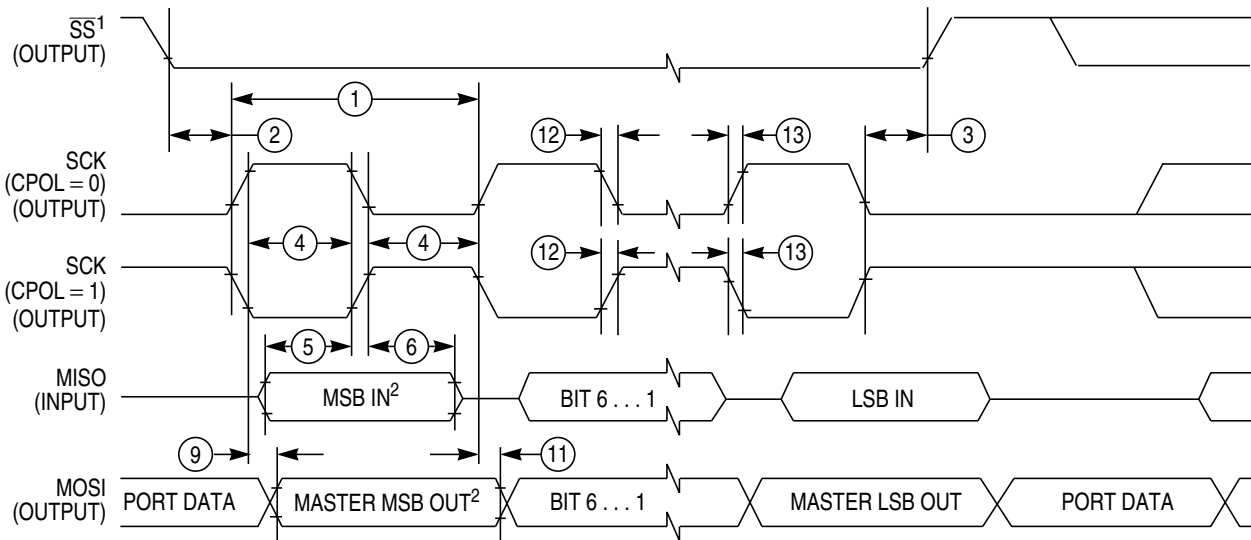 SS¹
(OUTPUT)
1
2
12
13
3
SCK
(CPOL = 0)
(OUTPUT)
4
4
SCK
(CPOL = 1)
(OUTPUT)
12
13
5
6
MISO
(INPUT)
MSB IN²
BIT 6 . . . 1
LSB IN
9
11
MOSI
(OUTPUT)
PORT DATA
MASTER MSB OUT²
BIT 6 . . . 1
MASTER LSB OUT
PORT DATA